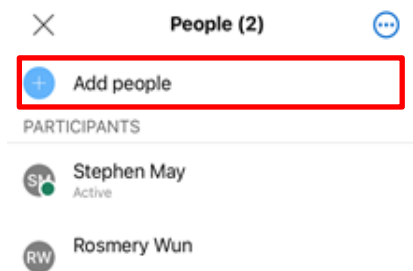 People (2)
Add people
PARTICIPANTS
SM
Stephen May
Active
RW
Rosmery Wun